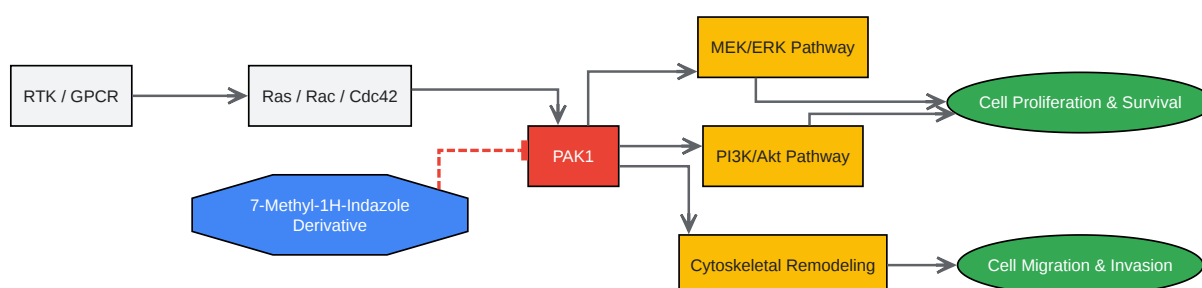 RTK / GPCR
Ras / Rac / Cdc42
7-Methyl-1H-Indazole
Derivative
PAK1
MEK/ERK Pathway
PI3K/Akt Pathway
Cytoskeletal Remodeling
Cell Proliferation & Survival
Cell Migration & Invasion